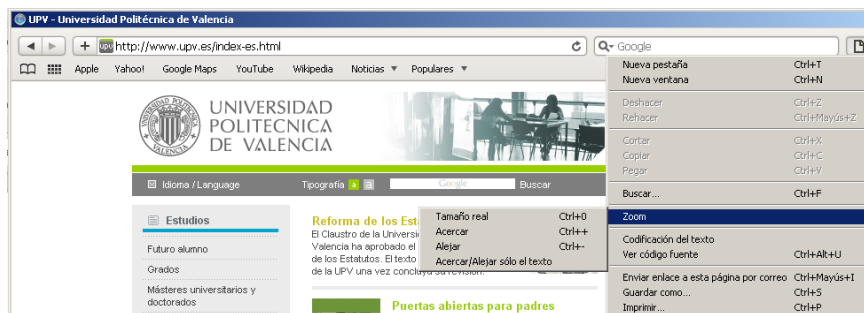 UPV - Universidad Politécnica de Valencia
http://www.upv.es/index-es.html
Google
Apple Yahoo! Google Maps YouTube Wikipedia Noticias Populares
UNIVERSIDAD
POLITECNICA
DE VALENCIA
Idioma / Language Tipografía a a Google Buscar
Estudios
Futuro alumno
Grados
Másteres universitarios y
doctorados
Reforma de los Est
El Claustro de la Universi
Valencia ha aprobado el
de los Estatutos. El texto
de la UPV una vez concluya su revisión.
Puertas abiertas para padres
Tamaño real Ctrl+0
Acercar Ctrl++
Alejar Ctrl+-
Acercar/Alejar sólo el texto
Nueva pestaña Ctrl+T
Nueva ventana Ctrl+N
Deshacer Ctrl+Z
Rehacer Ctrl+Mayús+Z
Cortar Ctrl+X
Copiar Ctrl+C
Pegar Ctrl+V
Buscar... Ctrl+F
Zoom
Codificación del texto
Ver código fuente Ctrl+Alt+U
Enviar enlace a esta página por correo Ctrl+Mayús+I
Guardar como... Ctrl+S
Imprimir... Ctrl+P